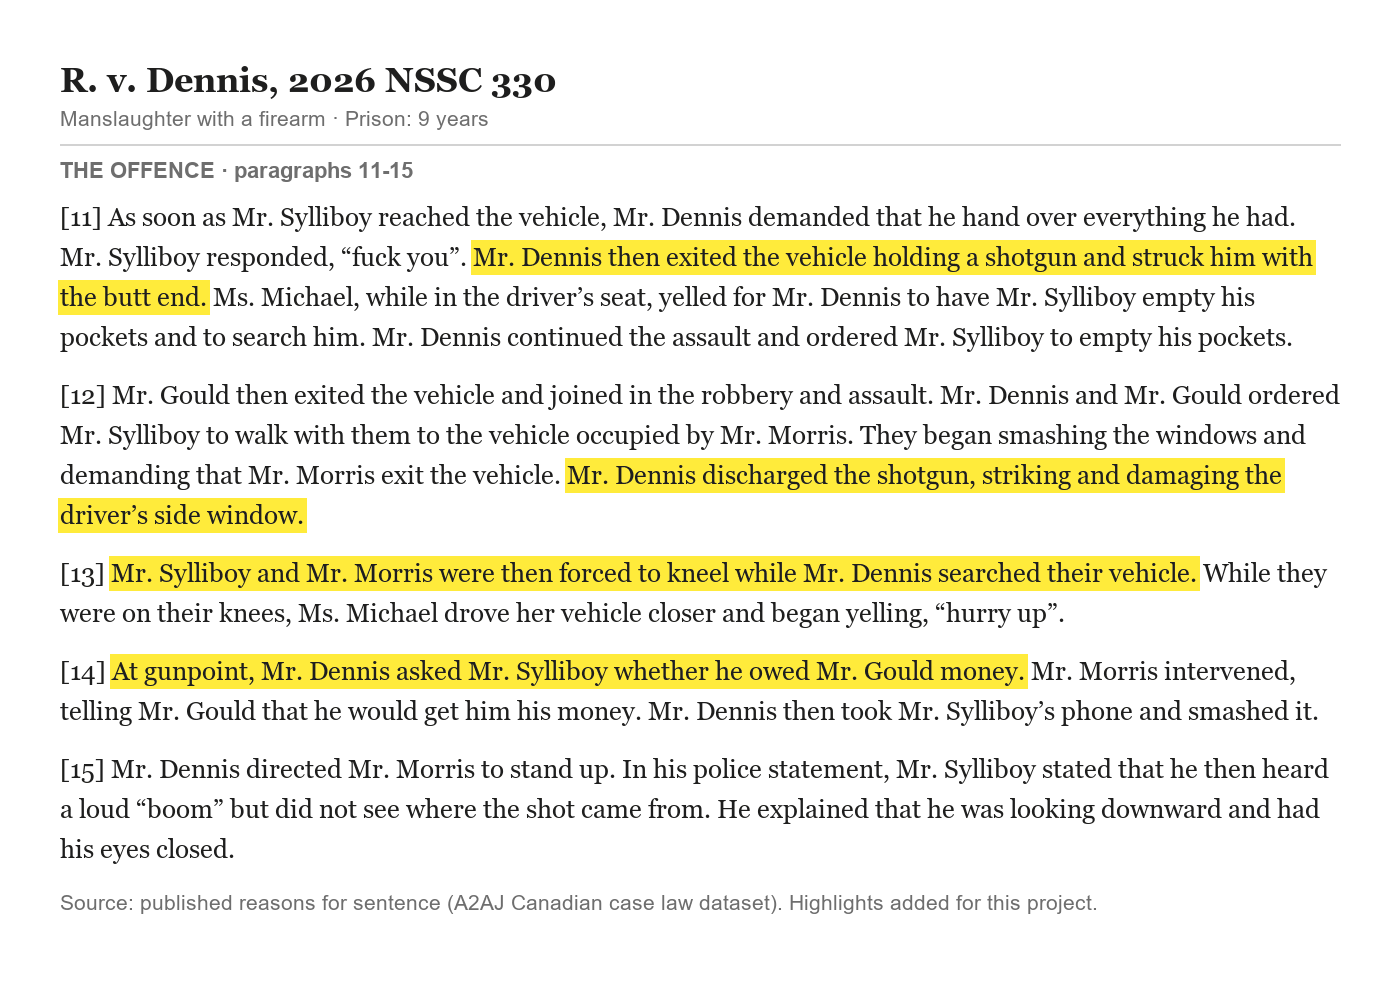 R. v. Dennis, 2026 NSSC 330
Manslaughter with a firearm · Prison: 9 years
THE OFFENCE · paragraphs 11-15
[11] As soon as Mr. Sylliboy reached the vehicle, Mr. Dennis demanded that he hand over everything he had.
Mr. Sylliboy responded, “fuck you”. Mr. Dennis then exited the vehicle holding a shotgun and struck him with
the butt end. Ms. Michael, while in the driver’s seat, yelled for Mr. Dennis to have Mr. Sylliboy empty his
pockets and to search him. Mr. Dennis continued the assault and ordered Mr. Sylliboy to empty his pockets.
[12] Mr. Gould then exited the vehicle and joined in the robbery and assault. Mr. Dennis and Mr. Gould ordered
Mr. Sylliboy to walk with them to the vehicle occupied by Mr. Morris. They began smashing the windows and
demanding that Mr. Morris exit the vehicle. Mr. Dennis discharged the shotgun, striking and damaging the
driver’s side window.
[13] Mr. Sylliboy and Mr. Morris were then forced to kneel while Mr. Dennis searched their vehicle. While they
were on their knees, Ms. Michael drove her vehicle closer and began yelling, “hurry up”.
[14] At gunpoint, Mr. Dennis asked Mr. Sylliboy whether he owed Mr. Gould money. Mr. Morris intervened,
telling Mr. Gould that he would get him his money. Mr. Dennis then took Mr. Sylliboy’s phone and smashed it.
[15] Mr. Dennis directed Mr. Morris to stand up. In his police statement, Mr. Sylliboy stated that he then heard
a loud “boom” but did not see where the shot came from. He explained that he was looking downward and had
his eyes closed.
Source: published reasons for sentence (A2AJ Canadian case law dataset). Highlights added for this project.